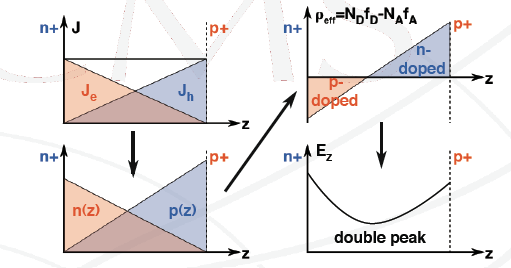 n+
J
p+
Jₑ
Jₕ
z
n+
ρeff=NDfD-NAfA
p+
n-
doped
p-
doped
z
n+
p+
n(z)
p(z)
z
n+
Ez
p+
double peak
z